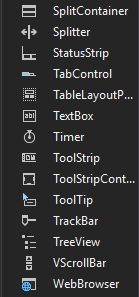 SplitContainer
Splitter
StatusStrip
TabControl
TableLayoutP...
TextBox
Timer
ToolStrip
ToolStripCont...
ToolTip
TrackBar
TreeView
VScrollBar
WebBrowser